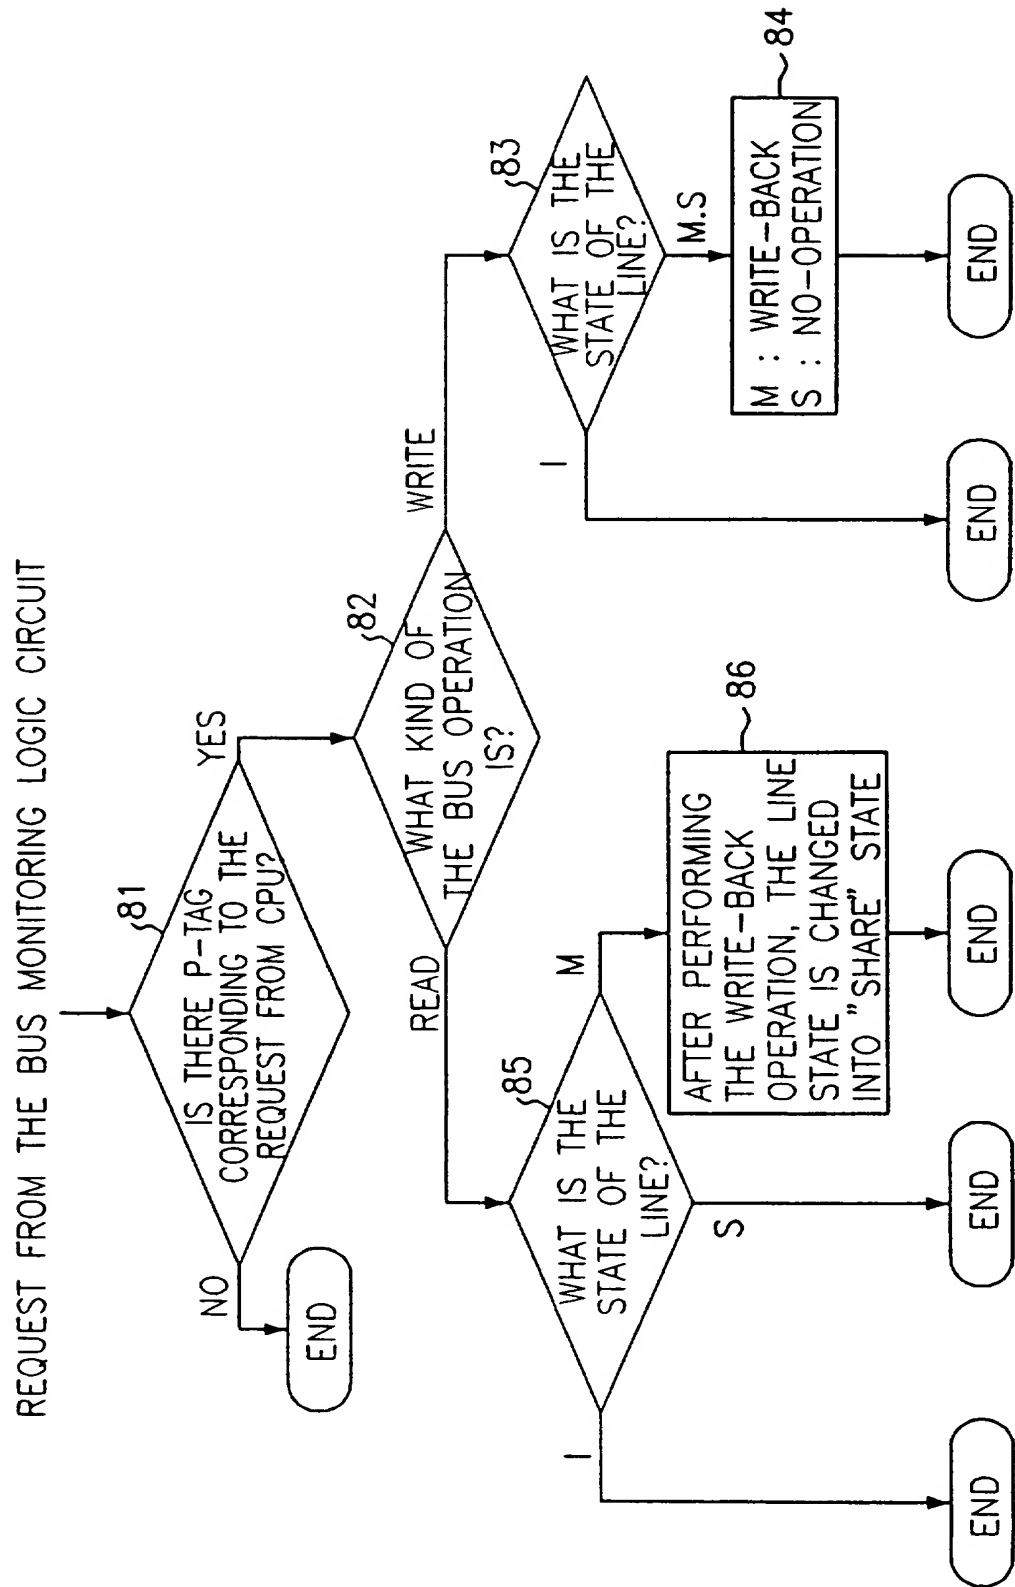 REQUEST FROM THE BUS MONITORING LOGIC CIRCUIT
81
IS THERE P-TAG
CORRESPONDING TO THE
REQUEST FROM CPU?
NO
YES
END
82
WHAT KIND OF
THE BUS OPERATION
IS?
READ
WRITE
85
WHAT IS THE
STATE OF THE
LINE?
I
S
M
83
WHAT IS THE
STATE OF THE
LINE?
I
M.S
86
AFTER PERFORMING
THE WRITE-BACK
OPERATION, THE LINE
STATE IS CHANGED
INTO "SHARE" STATE
84
M : WRITE-BACK
S : NO-OPERATION
END
END
END
END
END